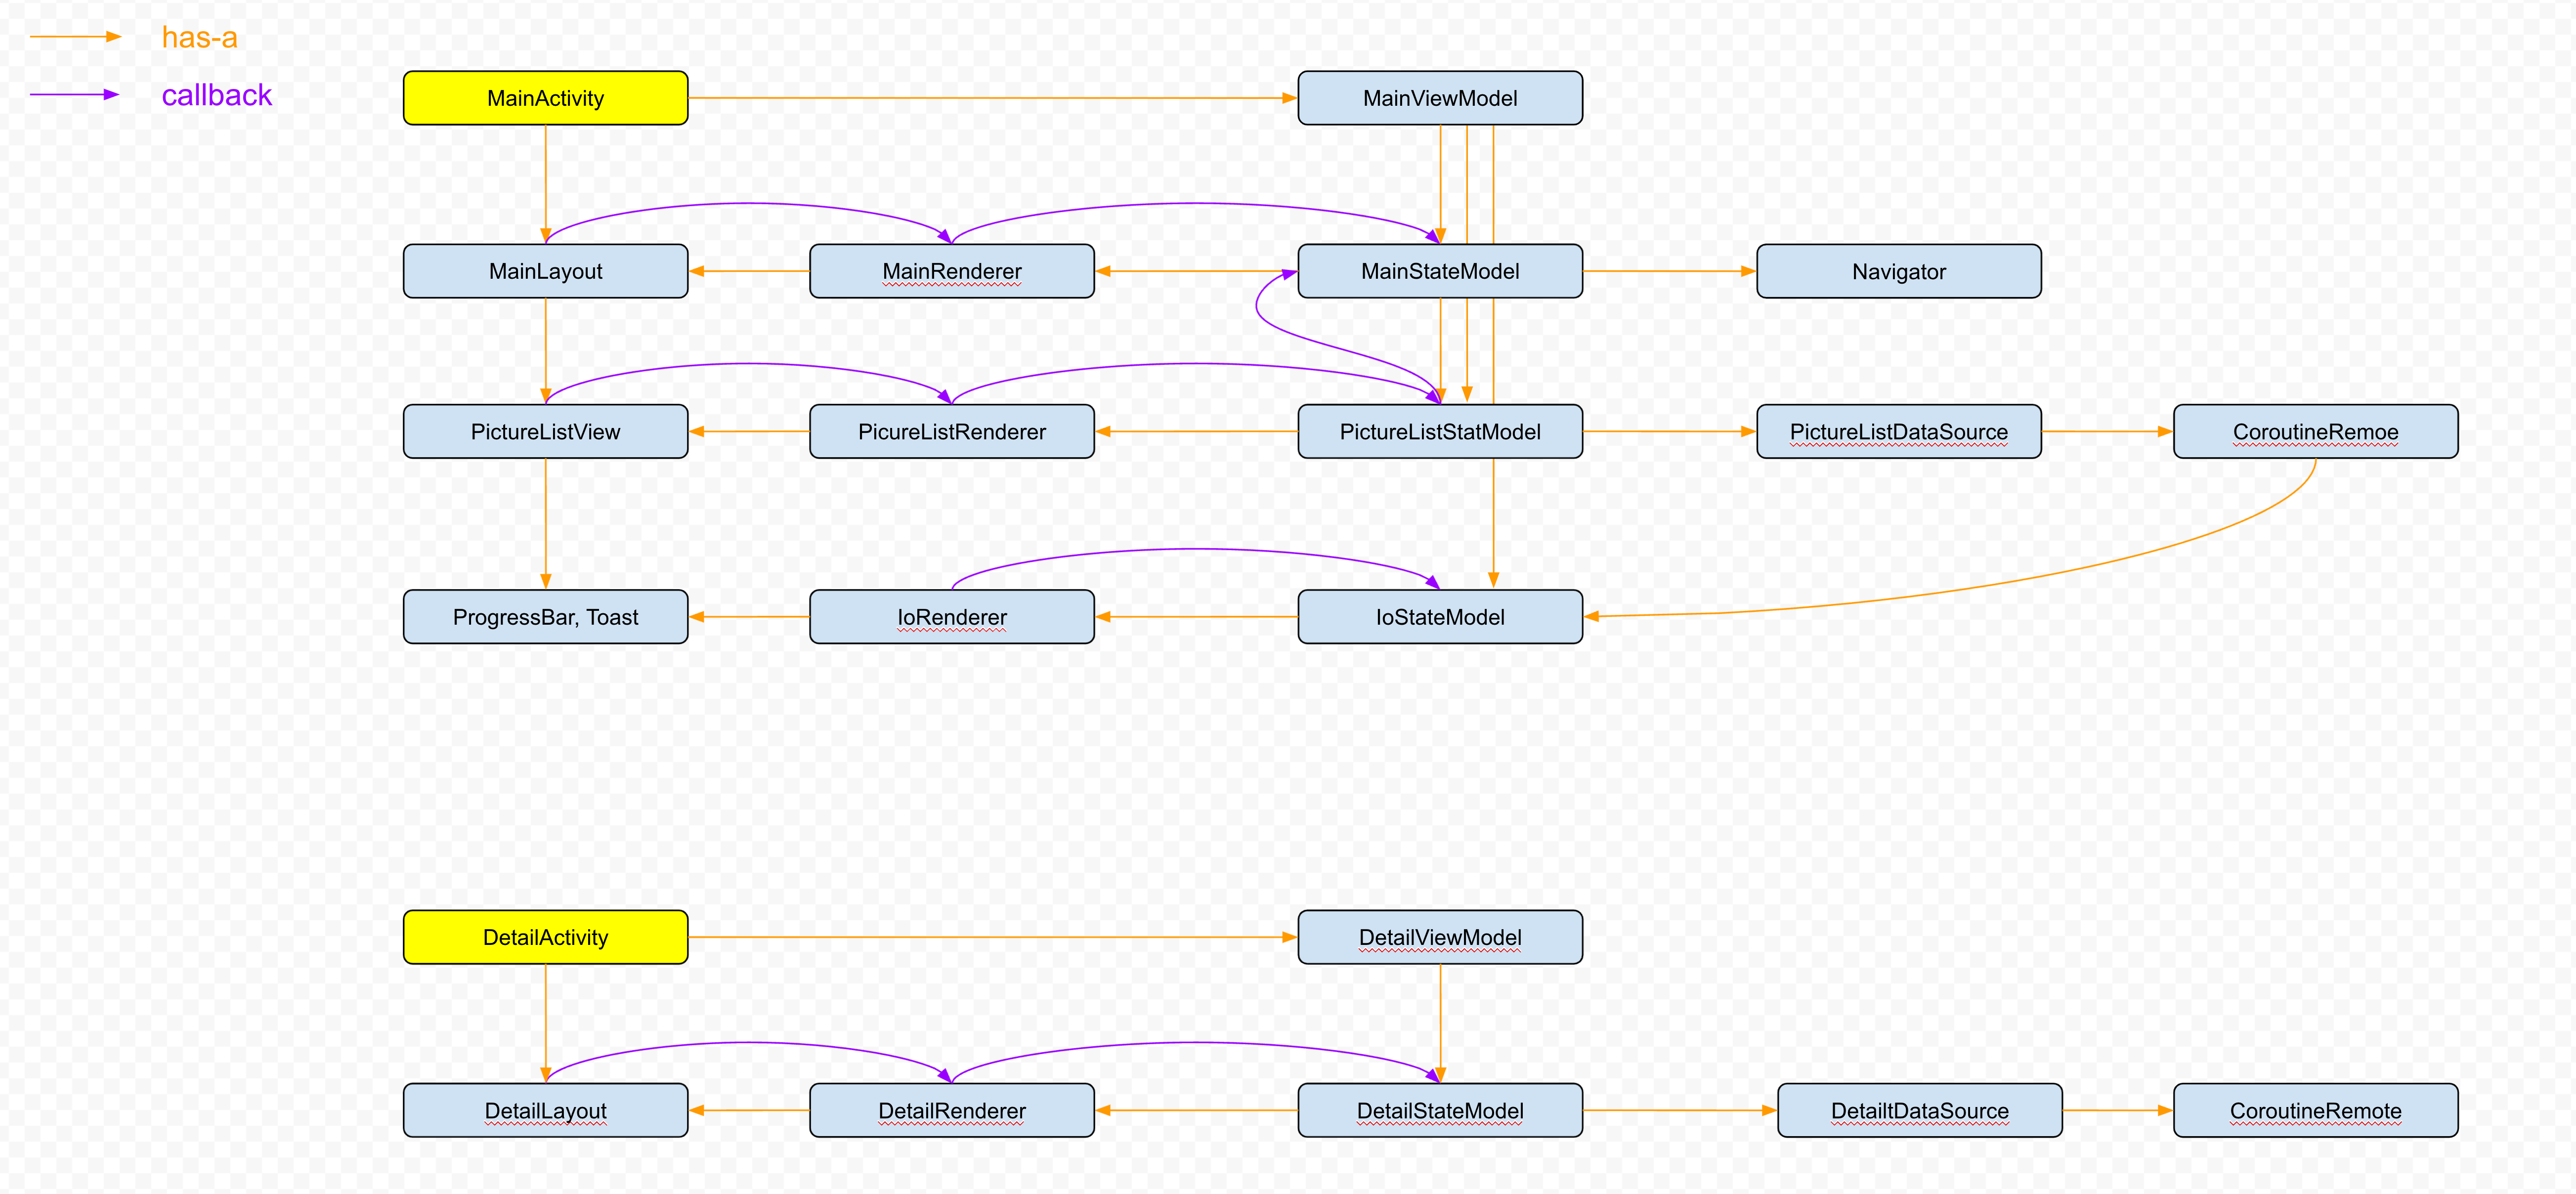 has-a
callback
MainActivity
MainViewModel
MainLayout
MainRenderer
MainStateModel
Navigator
PictureListView
PicureListRenderer
PictureListStatModel
PictureListDataSource
CoroutineRemoe
ProgressBar, Toast
IoRenderer
IoStateModel
DetailActivity
DetailViewModel
DetailLayout
DetailRenderer
DetailStateModel
DetailtDataSource
CoroutineRemote